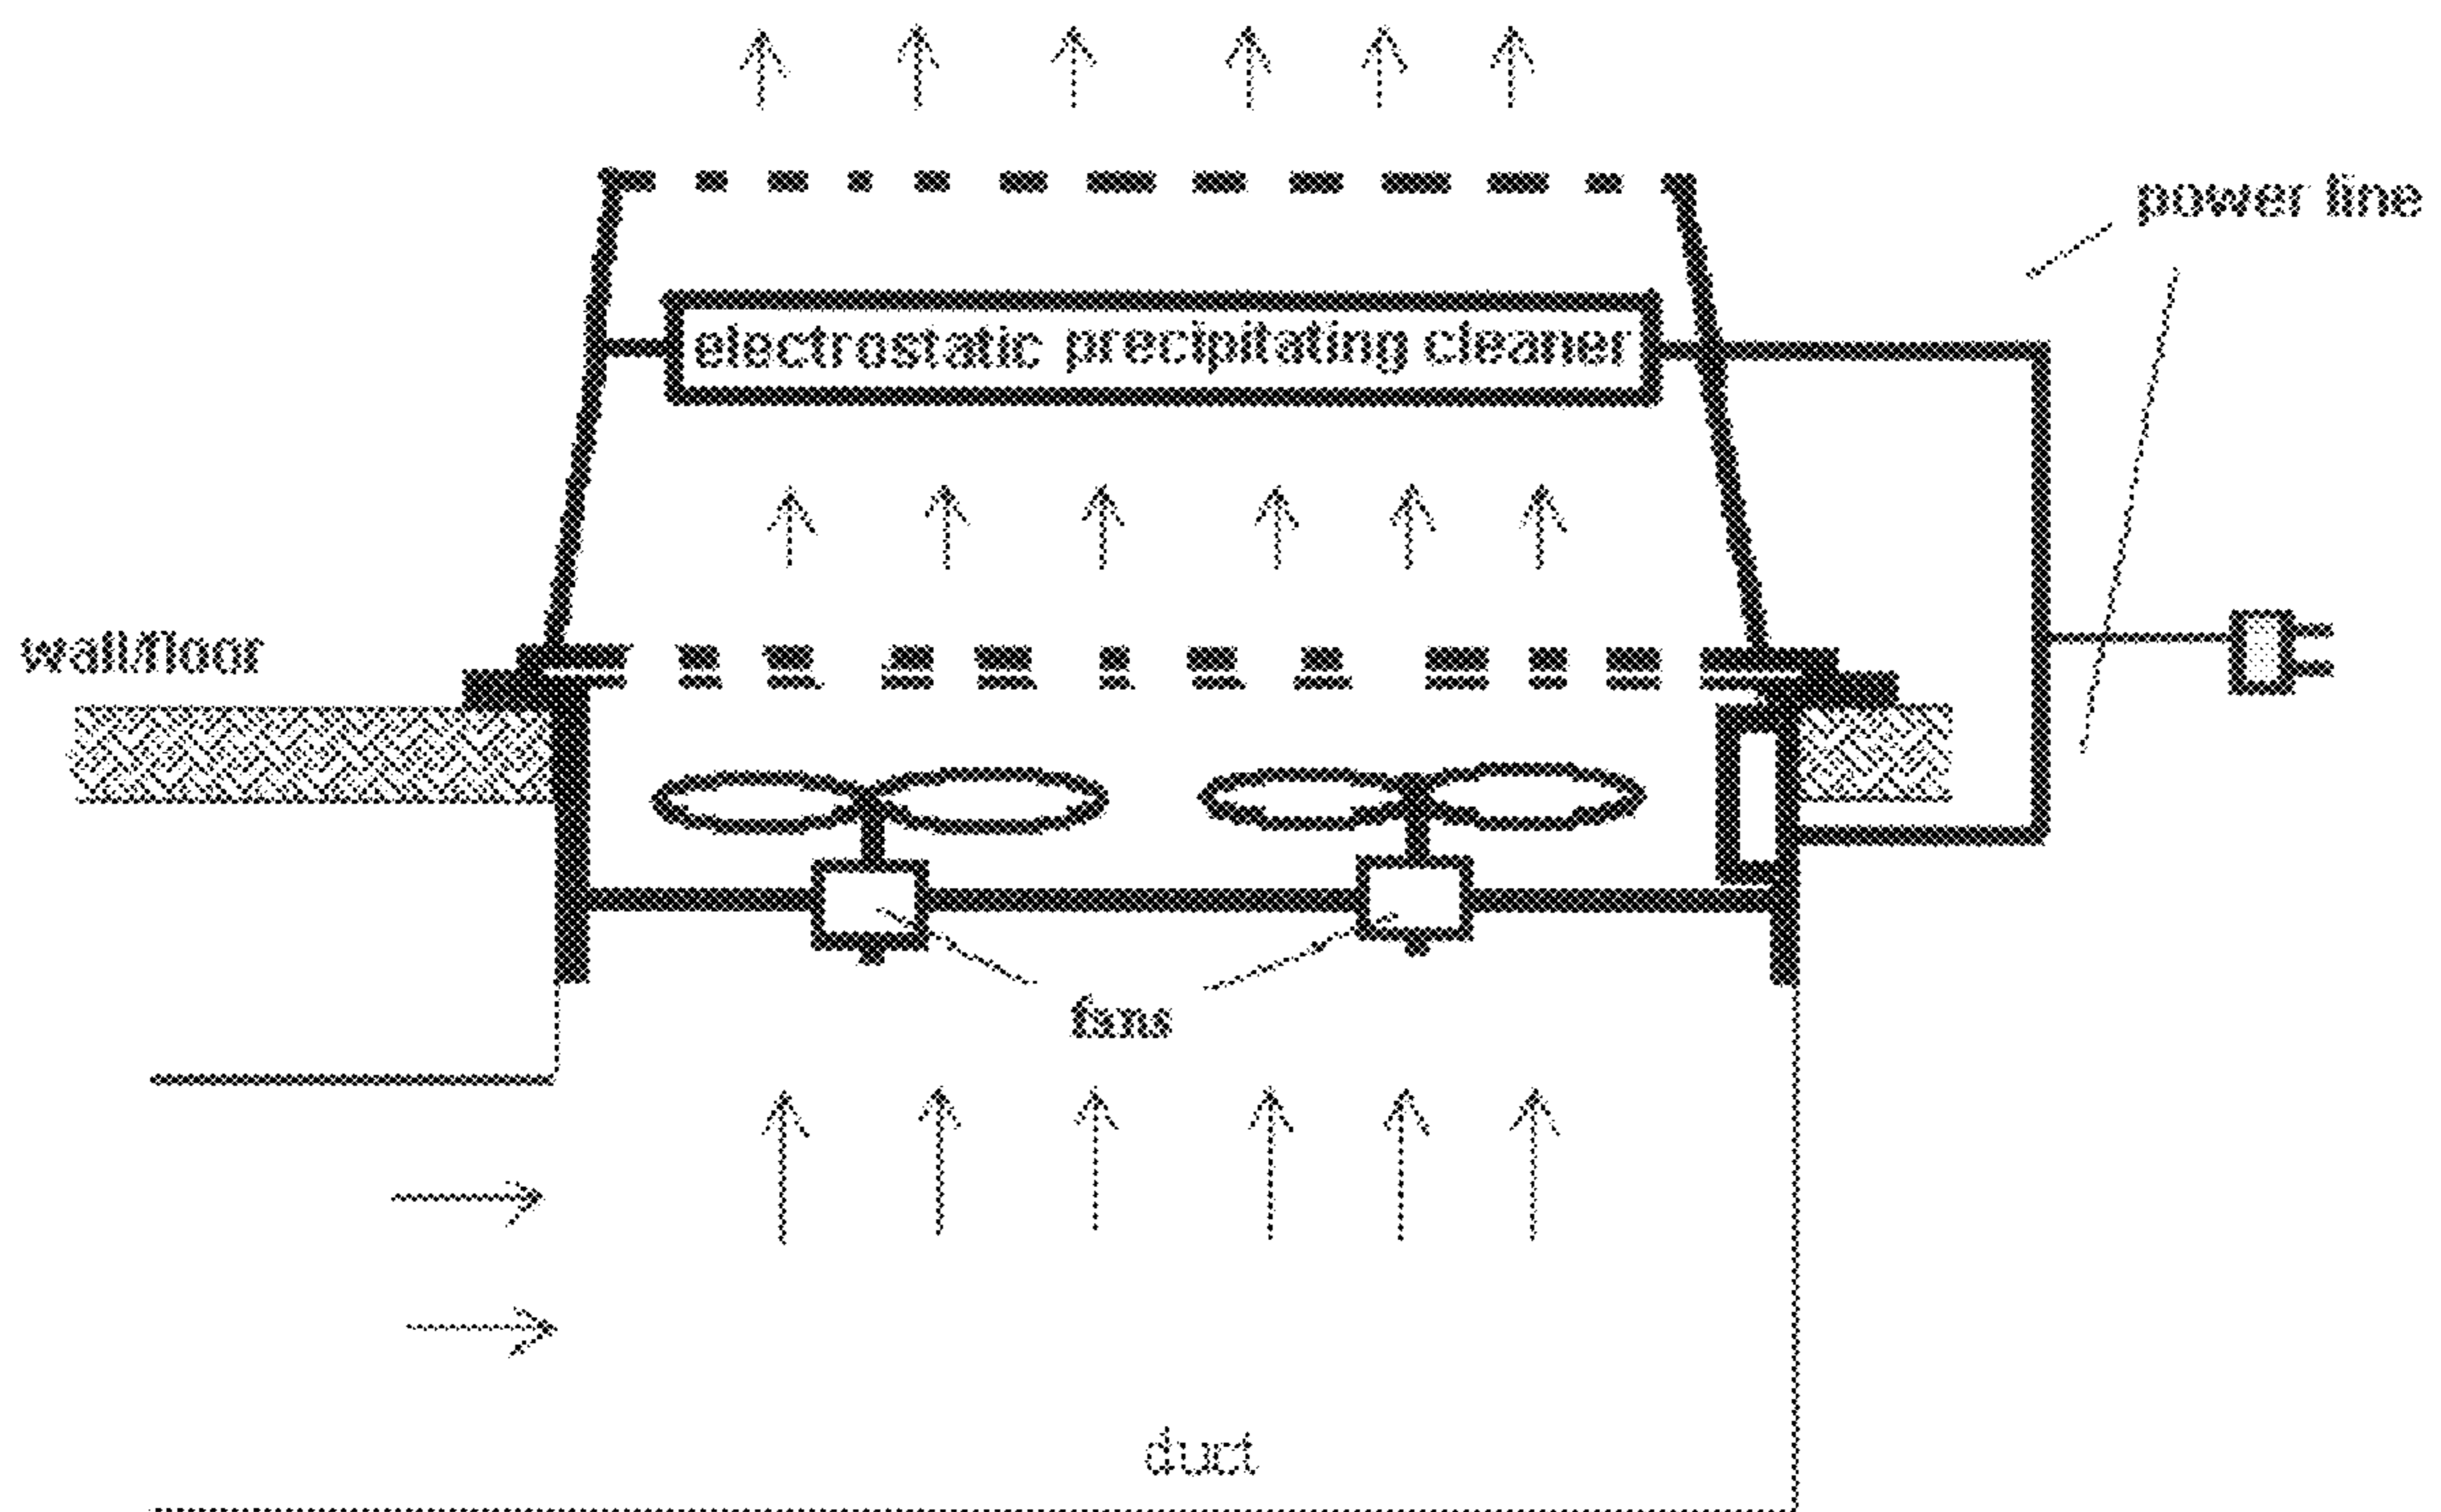 power line
electrostatic precipitating cleaner
wall/floor
fans
duct